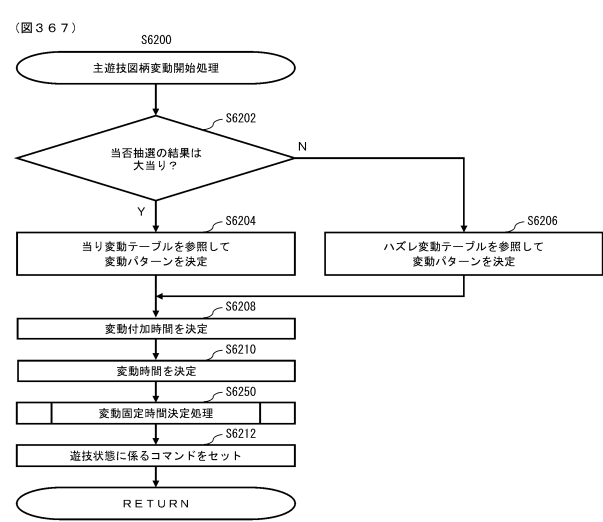 （図３６７）
S6200
主遊技図柄変動開始処理
S6202
当否抽選の結果は
大当り？
N
Y
S6204
当り変動テーブルを参照して
変動パターンを決定
S6206
ハズレ変動テーブルを参照して
変動パターンを決定
S6208
変動付加時間を決定
S6210
変動時間を決定
S6250
変動固定時間決定処理
S6212
遊技状態に係るコマンドをセット
ＲＥＴＵＲＮ